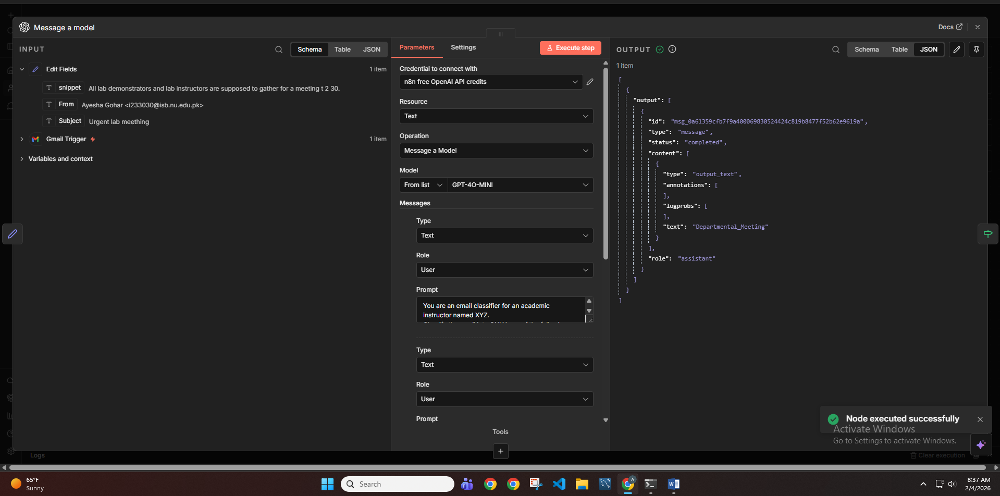 Message a model
Docs
INPUT
Schema Table JSON
Edit Fields 1 item
T snippet All lab demonstrators and lab instructors are supposed to gather for a meeting t 2 30.
T From Ayesha Gohar <i233030@isb.nu.edu.pk>
T Subject Urgent lab meething
Gmail Trigger 1 item
Variables and context
Parameters Settings Execute step
Credential to connect with
n8n free OpenAI API credits
Resource
Text
Operation
Message a Model
Model
From list GPT-4O-MINI
Messages
Type
Text
Role
User
Prompt
You are an email classifier for an academic
instructor named XYZ.
Type
Text
Role
User
Prompt
Tools
+
OUTPUT
Schema Table JSON
1 item
[
{
"output": [
{
"id": "msg_0a61359cfb7f9a400069830524424c819b8477f52b62e9619a",
"type": "message",
"status": "completed",
"content": [
{
"type": "output_text",
"annotations": [
],
"logprobs": [
],
"text": "Departmental_Meeting"
}
],
"role": "assistant"
}
]
}
]
Node executed successfully
Activate Windows
Go to Settings to activate Windows.
Logs
Clear execution
65°F
Sunny
Search
8:37 AM
2/4/2026